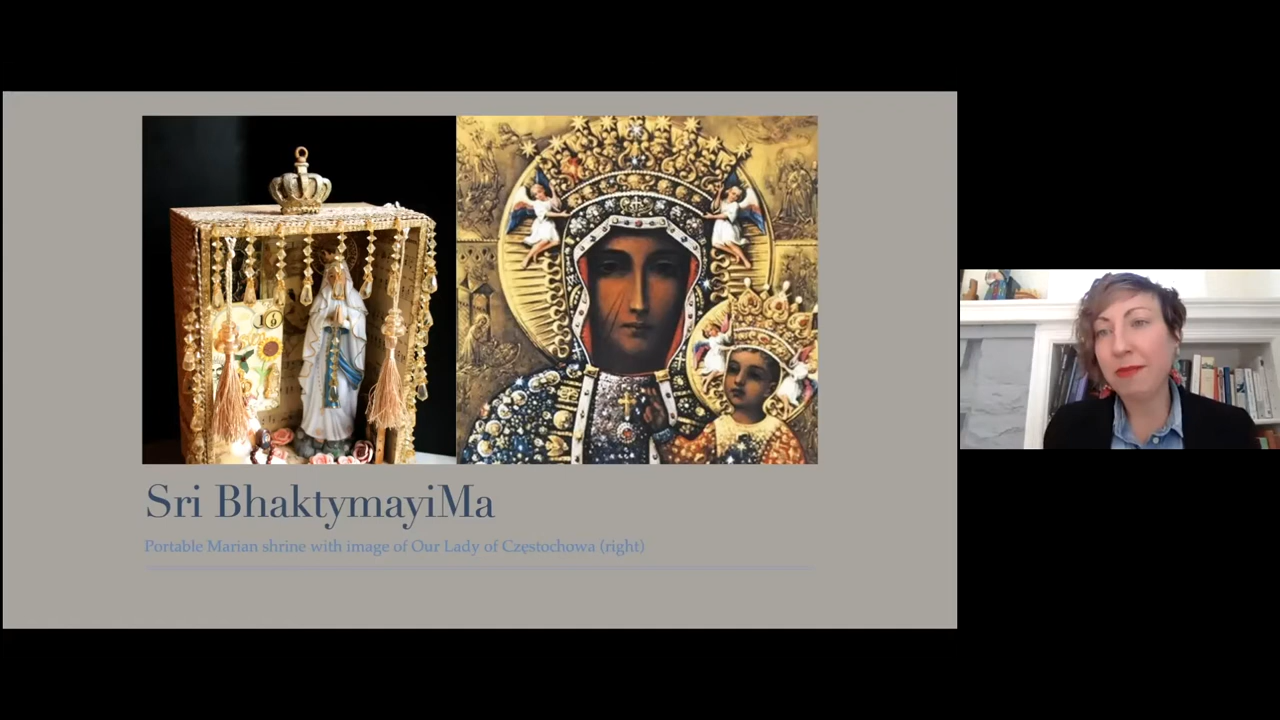 Sri BhaktymayiMa
Portable Marian shrine with image of Our Lady of Częstochowa (right)